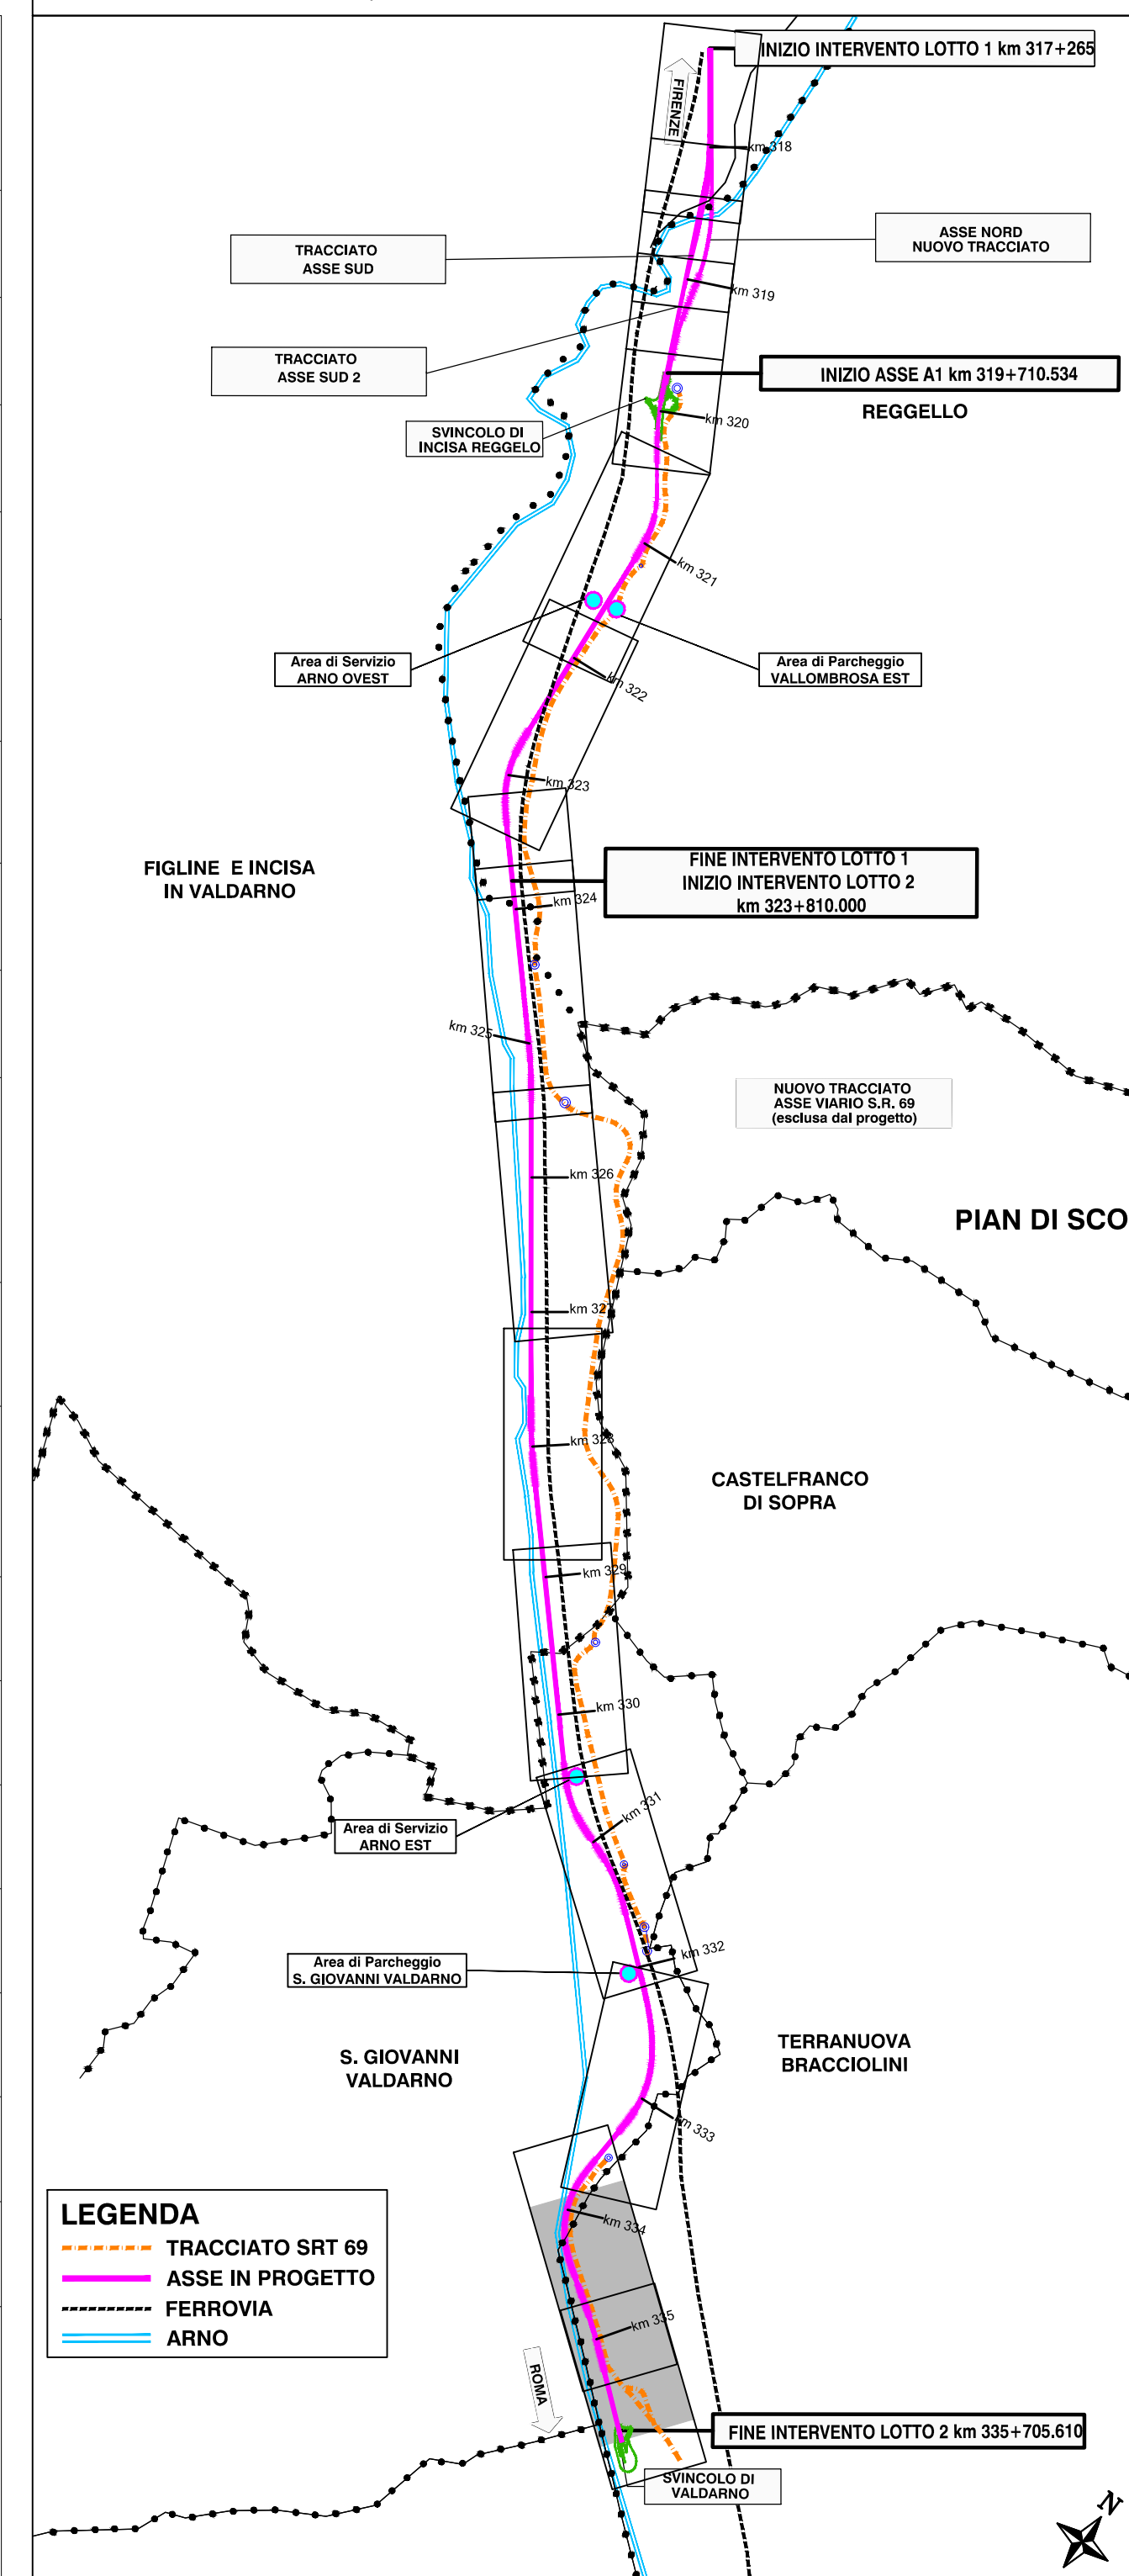 INIZIO INTERVENTO LOTTO 1 km 317+265
FIRENZE
km 318
ASSE NORD
NUOVO TRACCIATO
TRACCIATO
ASSE SUD
km 319
TRACCIATO
ASSE SUD 2
INIZIO ASSE A1 km 319+710.534
REGGELLO
km 320
SVINCOLO DI
INCISA REGGELO
km 321
Area di Servizio
ARNO OVEST
Area di Parcheggio
VALLOMBROSA EST
km 322
km 323
FIGLINE E INCISA
IN VALDARNO
FINE INTERVENTO LOTTO 1
INIZIO INTERVENTO LOTTO 2
km 323+810.000
km 324
km 325
NUOVO TRACCIATO
ASSE VIARIO S.R. 69
(esclusa dal progetto)
km 326
PIAN DI SCO
km 327
km 328
CASTELFRANCO
DI SOPRA
km 329
km 330
km 331
Area di Servizio
ARNO EST
km 332
Area di Parcheggio
S. GIOVANNI VALDARNO
TERRANUOVA
BRACCIOLINI
S. GIOVANNI
VALDARNO
km 333
km 334
LEGENDA
TRACCIATO SRT 69
ASSE IN PROGETTO
FERROVIA
ARNO
km 335
ROMA
FINE INTERVENTO LOTTO 2 km 335+705.610
SVINCOLO DI
VALDARNO
N